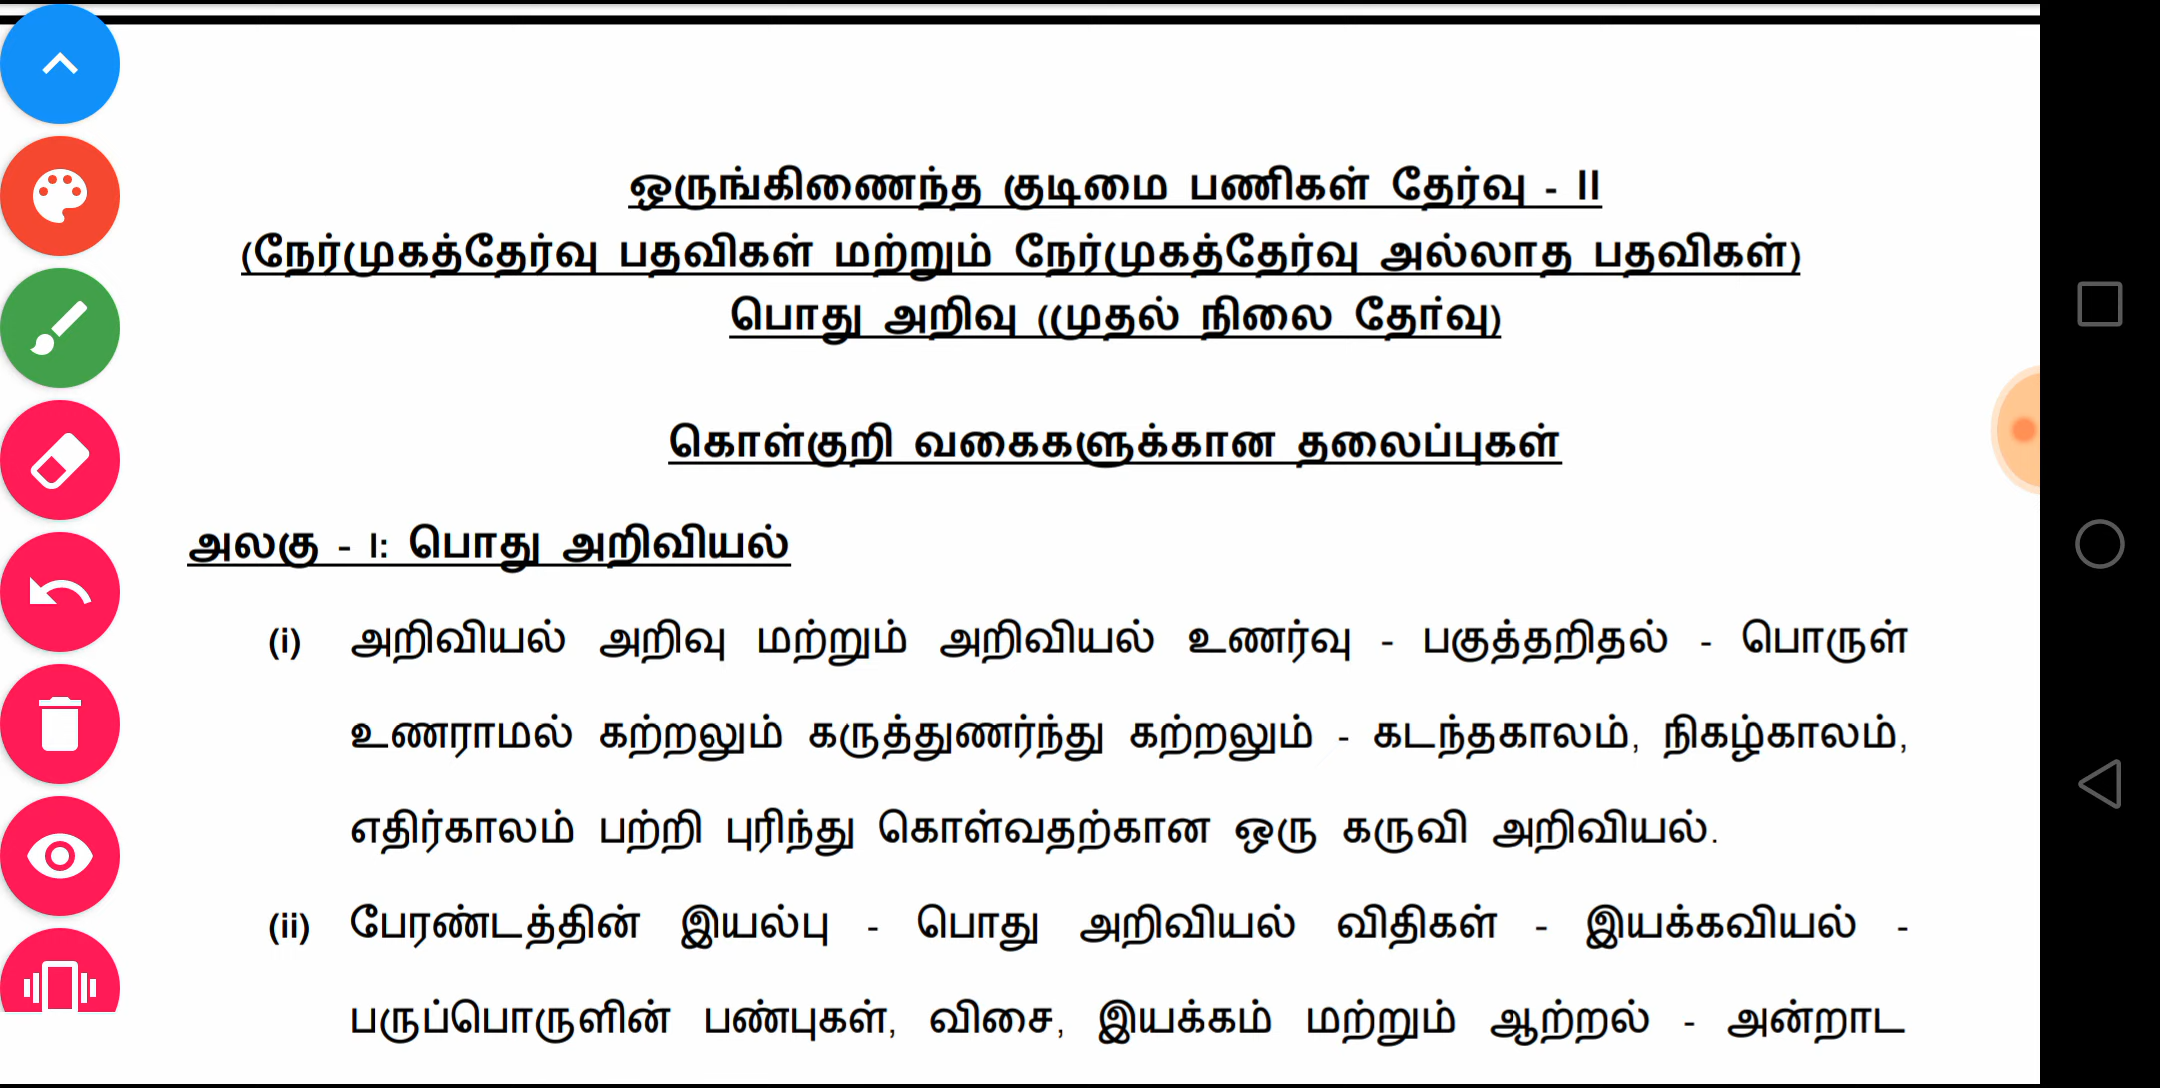 ஒருங்கிணைந்த குடிமை பணிகள் தேர்வு - II
(நேர்முகத்தேர்வு பதவிகள் மற்றும் நேர்முகத்தேர்வு அல்லாத பதவிகள்)
பொது அறிவு (முதல் நிலை தேர்வு)
கொள்குறி வகைகளுக்கான தலைப்புகள்
அலகு - I: பொது அறிவியல்
(i) அறிவியல் அறிவு மற்றும் அறிவியல் உணர்வு - பகுத்தறிதல் - பொருள்
உணராமல் கற்றலும் கருத்துணர்ந்து கற்றலும் - கடந்தகாலம், நிகழ்காலம்,
எதிர்காலம் பற்றி புரிந்து கொள்வதற்கான ஒரு கருவி அறிவியல்.
(ii) பேரண்டத்தின் இயல்பு - பொது அறிவியல் விதிகள் - இயக்கவியல் -
பருப்பொருளின் பண்புகள், விசை, இயக்கம் மற்றும் ஆற்றல் - அன்றாட